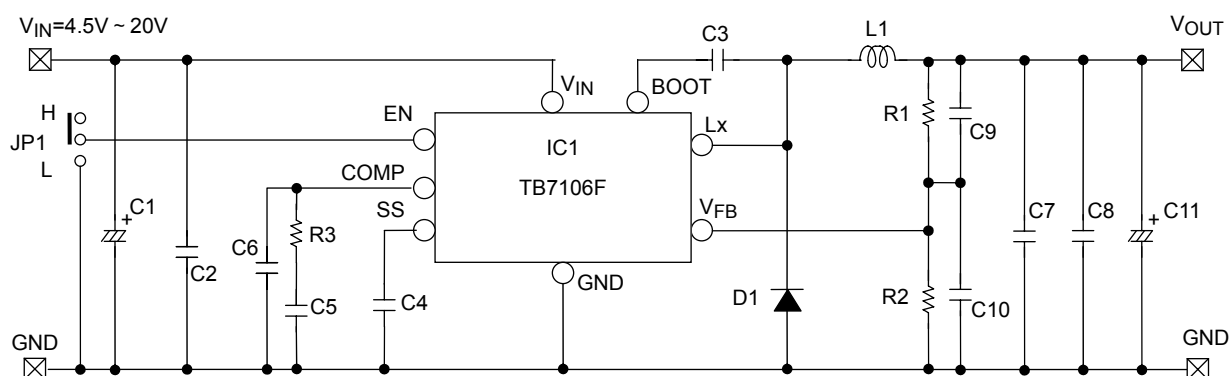 VIN=4.5V ~ 20V
C3
L1
VOUT
VIN
BOOT
H
JP1
L
EN
IC1
TB7106F
Lx
R1
C9
COMP
SS
VFB
+
C1
C2
C6
R3
C5
C4
GND
D1
R2
C10
C7
C8
+
C11
GND
GND